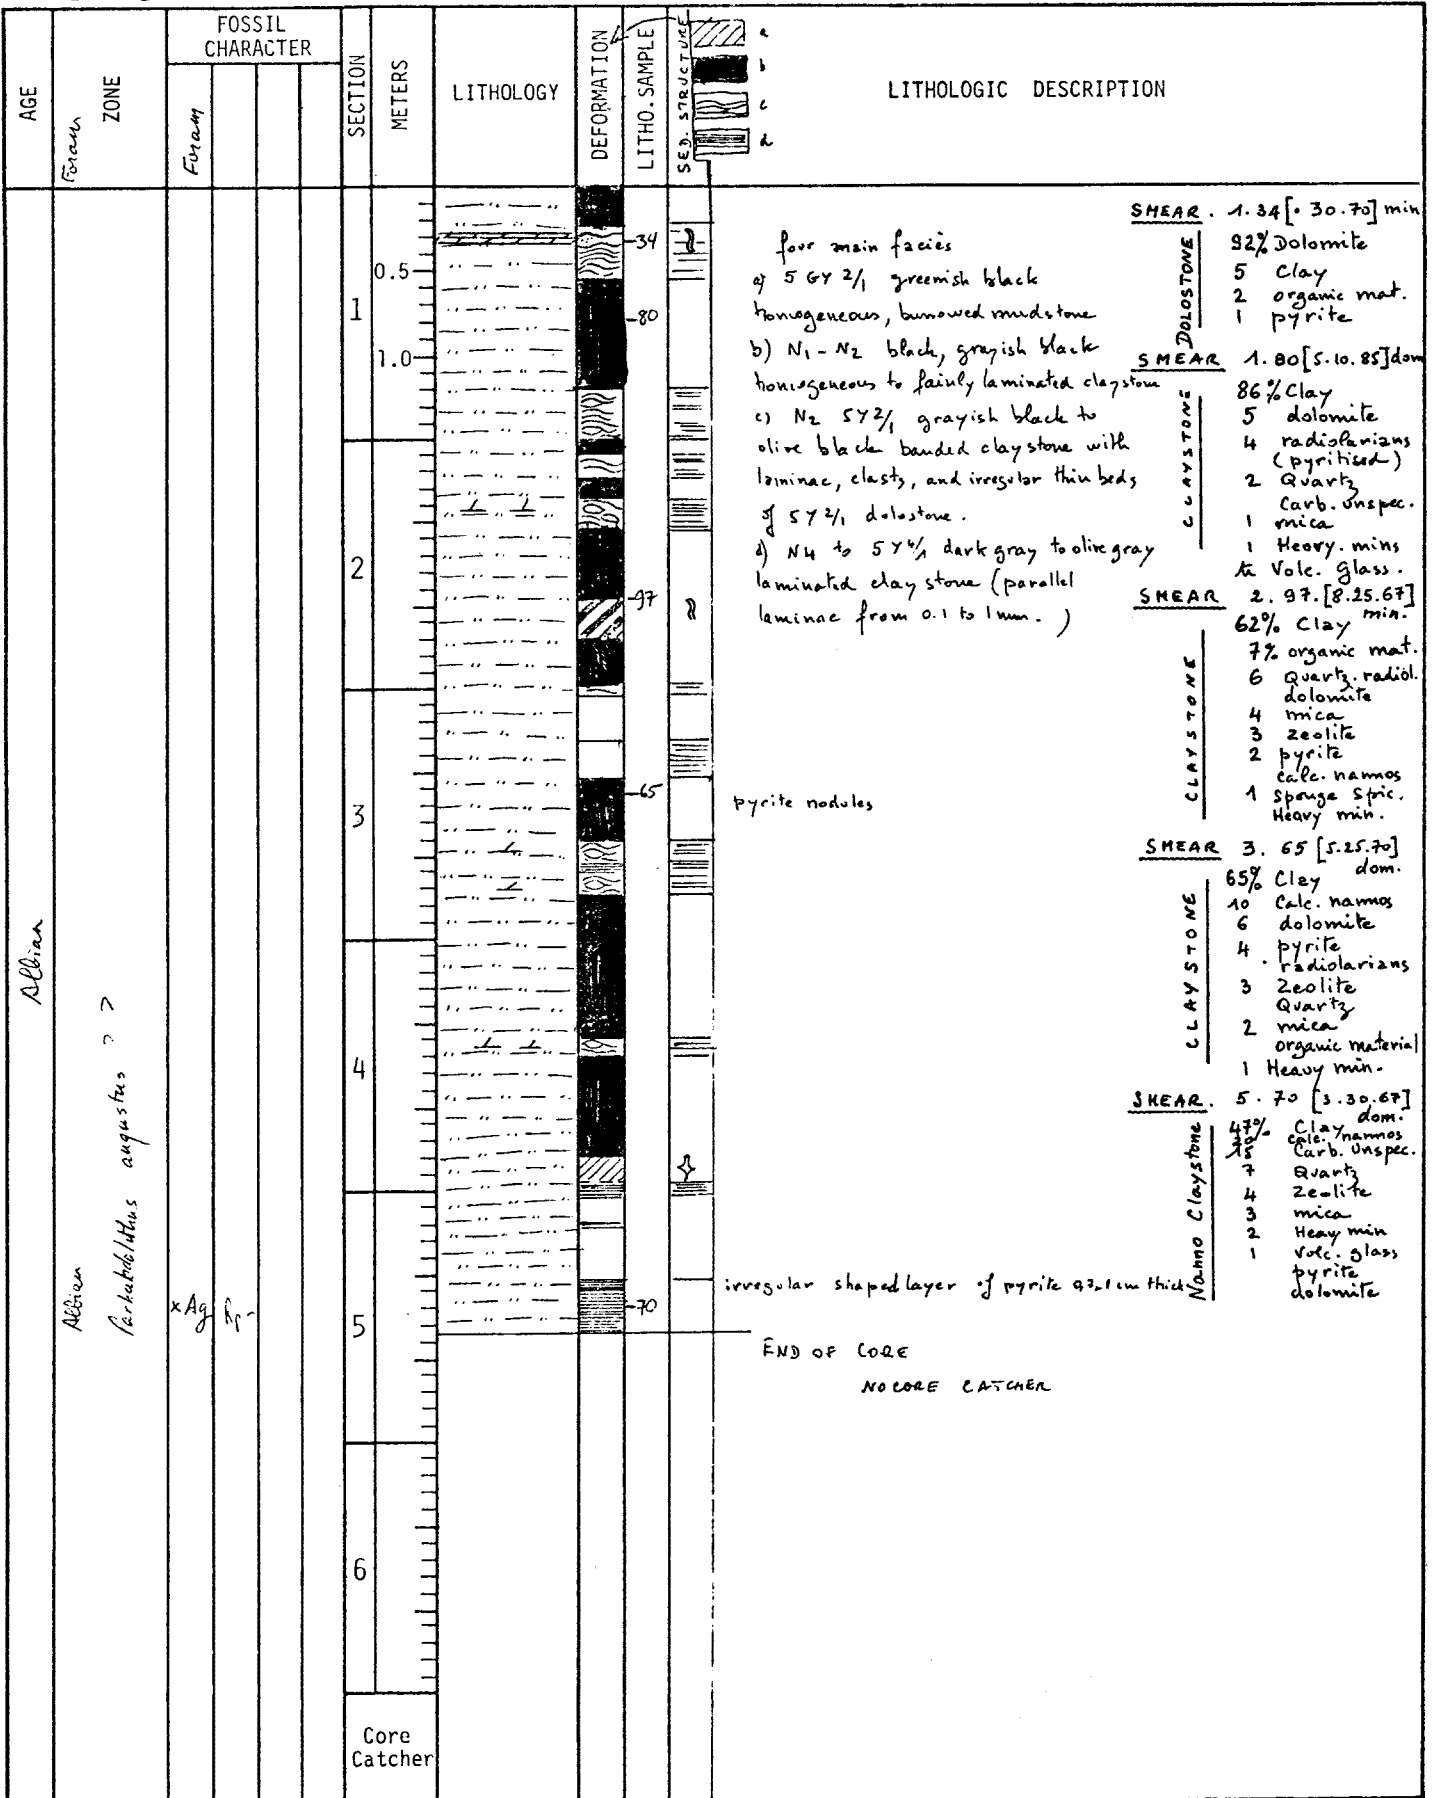 AGE
Foram
ZONE
FOSSIL
CHARACTER
Foram
SECTION
METERS
LITHOLOGY
DEFORMATION
LITHO. SAMPLE
SED. STRUCTURE
a
b
c
d
LITHOLOGIC DESCRIPTION
Albian
Albian
augustus ? ?
x Ag
1
0.5
1.0
2
3
4
5
6
Core
Catcher
-34
-80
-97
-65
-70
four main facies
a) 5 GY 2/1 greenish black
homogeneous, burrowed mudstone
b) N1 - N2 black, grayish black
homogeneous to fainly laminated claystone
c) N2 5Y2/1 grayish black to
olive black banded claystone with
laminae, clasts, and irregular thin beds
of 5Y2/1 dolostone.
d) N4 to 5Y4/1 dark gray to olive gray
laminated clay stone (parallel
laminae from 0.1 to 1mm. )
pyrite nodules
irregular shaped layer of pyrite cm thick
END OF CORE
NO CORE CATCHER
SMEAR. 1.34 [· 30.70] min
DOLOSTONE
92% Dolomite
5 Clay
2 organic mat.
1 pyrite
SMEAR 1.80 [5.10.85] dom
CLAYSTONE
86% Clay
5 dolomite
4 radiolarians
(pyritised)
2 Quartz
Carb. unspec.
1 mica
1 Heavy. mins
tr Volc. Glass.
SMEAR 2.97. [8.25.67]
min.
CLAYSTONE
62% Clay
7% organic mat.
6 Quartz. radiol.
dolomite
4 mica
3 zeolite
2 pyrite
calc. nannos
1 Sponge Spic.
Heavy min.
SMEAR 3. 65 [5.25.70]
dom.
CLAYSTONE
65% Clay
10 Calc. nannos
6 dolomite
4 pyrite
radiolarians
3 Zeolite
Quartz
2 mica
organic material
1 Heavy min.
SMEAR. 5. 70 [3.30.67]
dom.
Nanno Claystone
47% Clay
20 calc. nannos
15 Carb. unspec.
7 Quartz
4 Zeolite
3 mica
2 Heavy min
1 Volc. glass
pyrite
dolomite